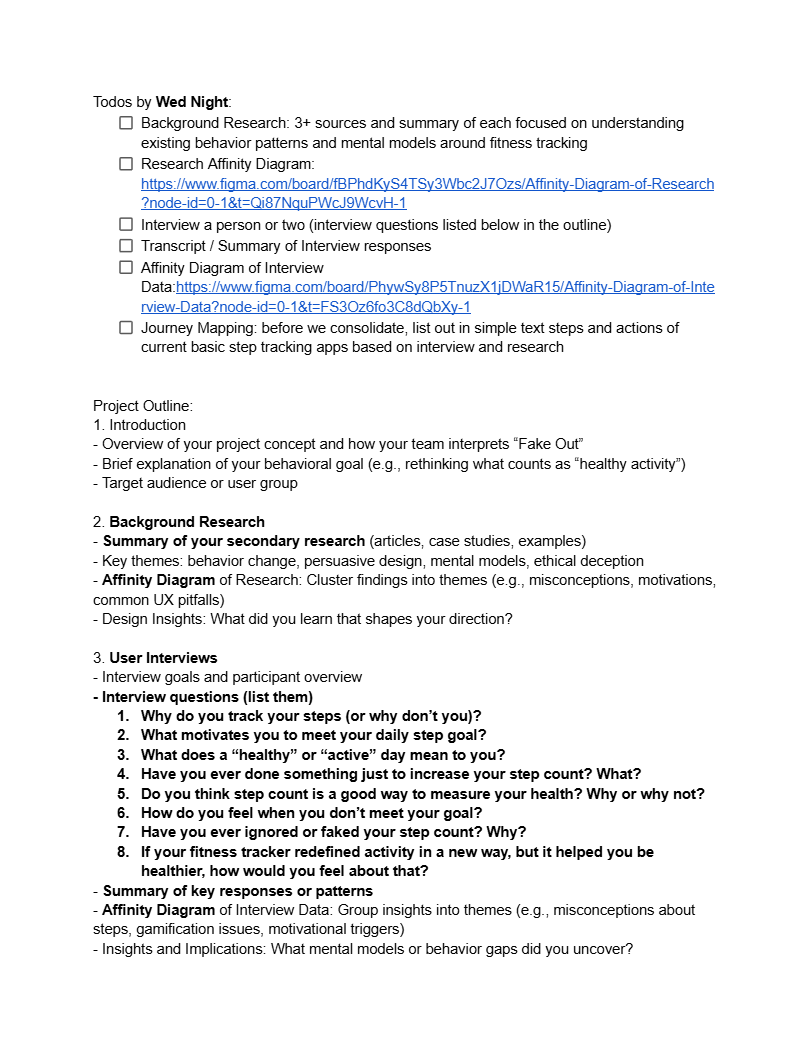 Todos by Wed Night:
Background Research: 3+ sources and summary of each focused on understanding
existing behavior patterns and mental models around fitness tracking
Research Affinity Diagram:
https://www.figma.com/board/fBPhdKyS4TSy3Wbc2J7Ozs/Affinity-Diagram-of-Research
?node-id=0-1&t=Qi87NquPWcJ9WcvH-1
Interview a person or two (interview questions listed below in the outline)
Transcript / Summary of Interview responses
Affinity Diagram of Interview
Data:https://www.figma.com/board/PhywSy8P5TnuzX1jDWaR15/Affinity-Diagram-of-Inte
rview-Data?node-id=0-1&t=FS3Oz6fo3C8dQbXy-1
Journey Mapping: before we consolidate, list out in simple text steps and actions of
current basic step tracking apps based on interview and research
Project Outline:
1. Introduction
- Overview of your project concept and how your team interprets “Fake Out”
- Brief explanation of your behavioral goal (e.g., rethinking what counts as “healthy activity”)
- Target audience or user group
2. Background Research
- Summary of your secondary research (articles, case studies, examples)
- Key themes: behavior change, persuasive design, mental models, ethical deception
- Affinity Diagram of Research: Cluster findings into themes (e.g., misconceptions, motivations,
common UX pitfalls)
- Design Insights: What did you learn that shapes your direction?
3. User Interviews
- Interview goals and participant overview
- Interview questions (list them)
1. Why do you track your steps (or why don’t you)?
2. What motivates you to meet your daily step goal?
3. What does a “healthy” or “active” day mean to you?
4. Have you ever done something just to increase your step count? What?
5. Do you think step count is a good way to measure your health? Why or why not?
6. How do you feel when you don’t meet your goal?
7. Have you ever ignored or faked your step count? Why?
8. If your fitness tracker redefined activity in a new way, but it helped you be
healthier, how would you feel about that?
- Summary of key responses or patterns
- Affinity Diagram of Interview Data: Group insights into themes (e.g., misconceptions about
steps, gamification issues, motivational triggers)
- Insights and Implications: What mental models or behavior gaps did you uncover?